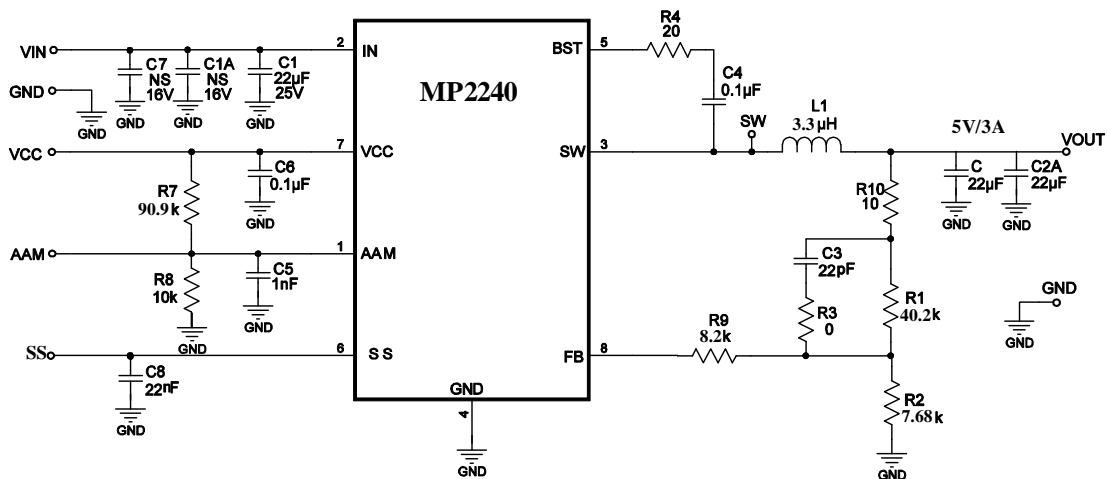 VIN
GND
GND
C7
NS
16V
GND
C1A
NS
16V
GND
C1
22µF
25V
GND
2
IN
MP2240
BST
5
R4
20
C4
0.1µF
VCC
7
VCC
C6
0.1µF
GND
R7
90.9k
SW
3
SW
L1
3.3µH
5V/3A
VOUT
C
22µF
GND
C2A
22µF
GND
R10
10
AAM
1
AAM
R8
10k
GND
C5
1nF
GND
C3
22pF
R3
0
R1
40.2k
GND
GND
SS
6
SS
C8
22nF
GND
FB
8
R9
8.2k
R2
7.68k
GND
GND
4
GND